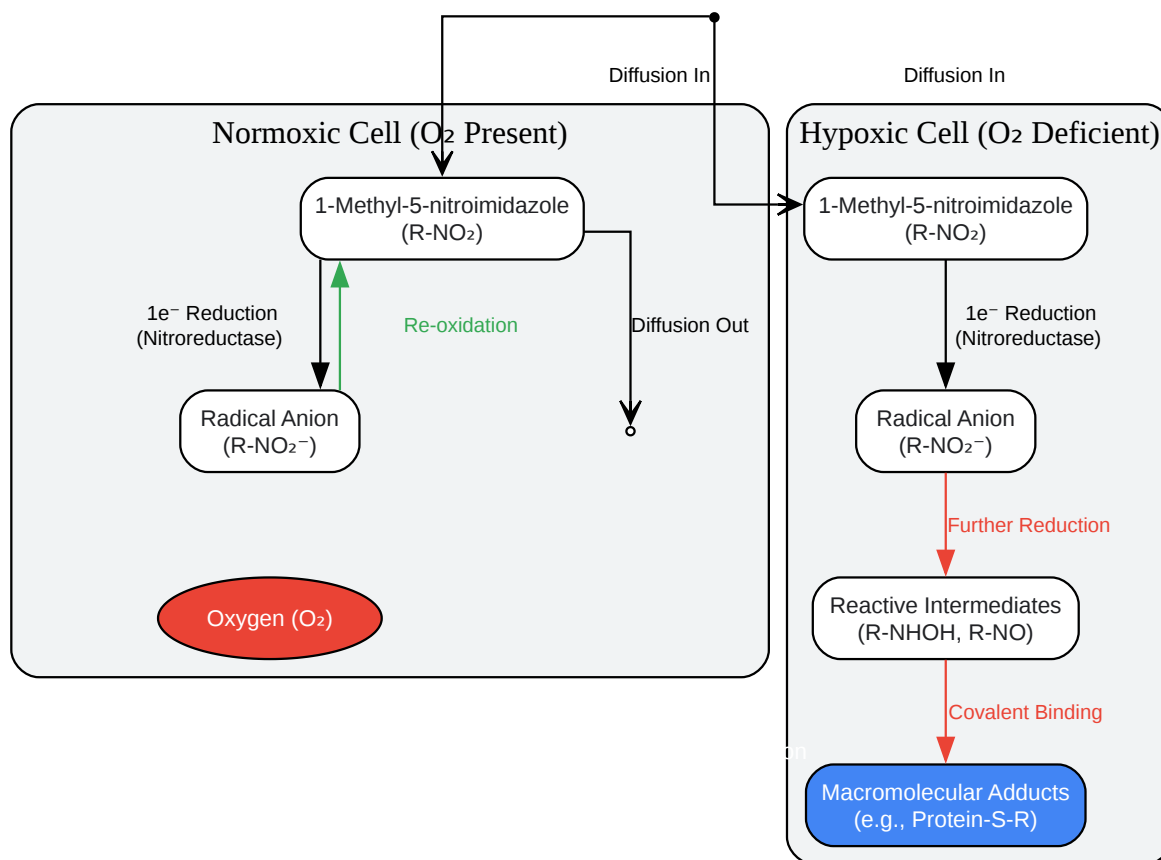 Diffusion In
Diffusion In
Normoxic Cell (O₂ Present)
1-Methyl-5-nitroimidazole
(R-NO₂)
1e⁻ Reduction
(Nitroreductase)
Re-oxidation
Diffusion Out
Radical Anion
(R-NO₂⁻)
Oxygen (O₂)
Hypoxic Cell (O₂ Deficient)
1-Methyl-5-nitroimidazole
(R-NO₂)
1e⁻ Reduction
(Nitroreductase)
Radical Anion
(R-NO₂⁻)
Further Reduction
Reactive Intermediates
(R-NHOH, R-NO)
Covalent Binding
Macromolecular Adducts
(e.g., Protein-S-R)